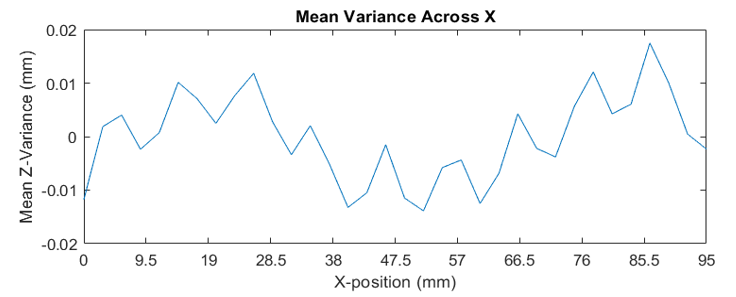 Mean Variance Across X
0.02
0.01
0
-0.01
-0.02
Mean Z-Variance (mm)
0 9.5 19 28.5 38 47.5 57 66.5 76 85.5 95
X-position (mm)